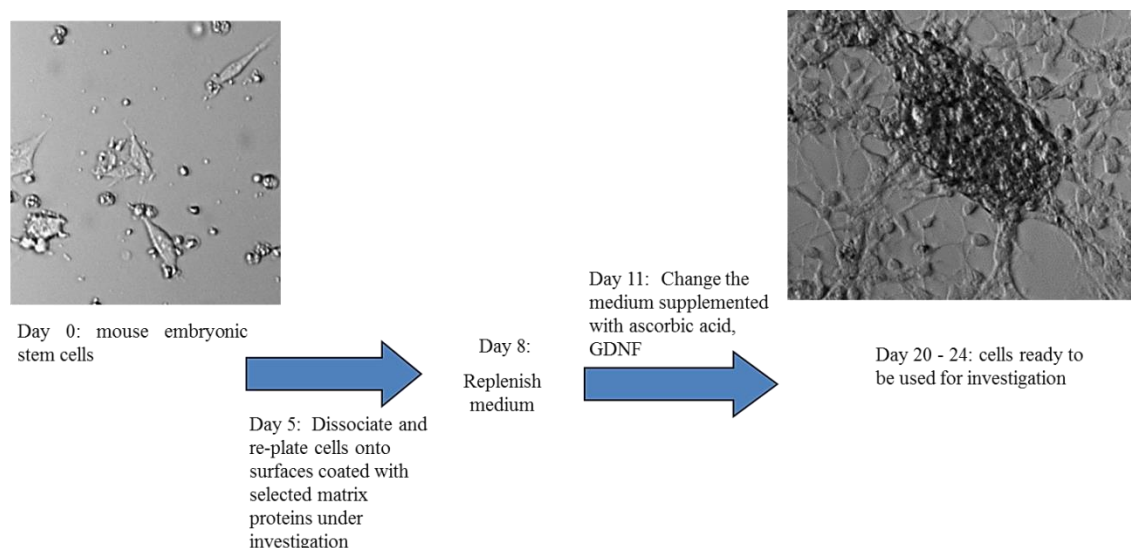 Day 0: mouse embryonic
stem cells
Day 5: Dissociate and
re-plate cells onto
surfaces coated with
selected matrix
proteins under
investigation
Day 8:
Replenish
medium
Day 11: Change the
medium supplemented
with ascorbic acid,
GDNF
Day 20 - 24: cells ready to
be used for investigation